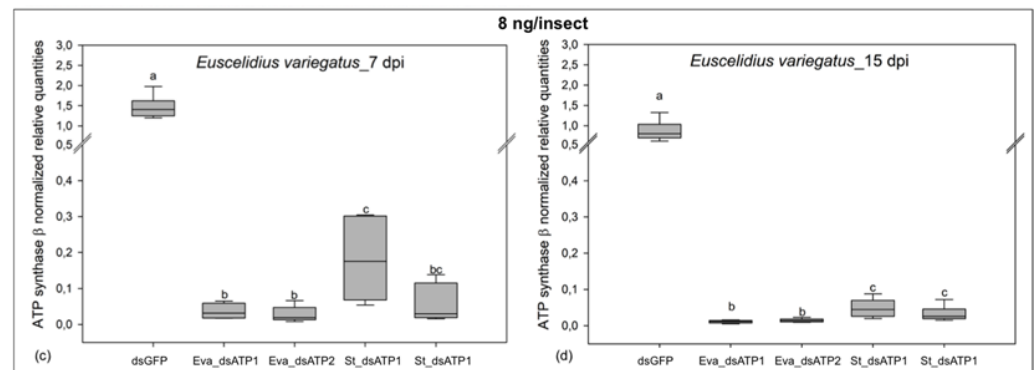 8 ng/insect
ATP synthase β normalized relative quantities
3,0
2,5
2,0
1,5
1,0
0,5
0,4
0,3
0,2
0,1
0,0
Euscelidius variegatus_7 dpi
a
b
b
c
bc
(c)
dsGFP
Eva_dsATP1
Eva_dsATP2
St_dsATP1
St_dsATP1
ATP synthase β normalized relative quantities
3,0
2,5
2,0
1,5
1,0
0,5
0,4
0,3
0,2
0,1
0,0
Euscelidius variegatus_15 dpi
a
b
b
c
c
(d)
dsGFP
Eva_dsATP1
Eva_dsATP2
St_dsATP1
St_dsATP1